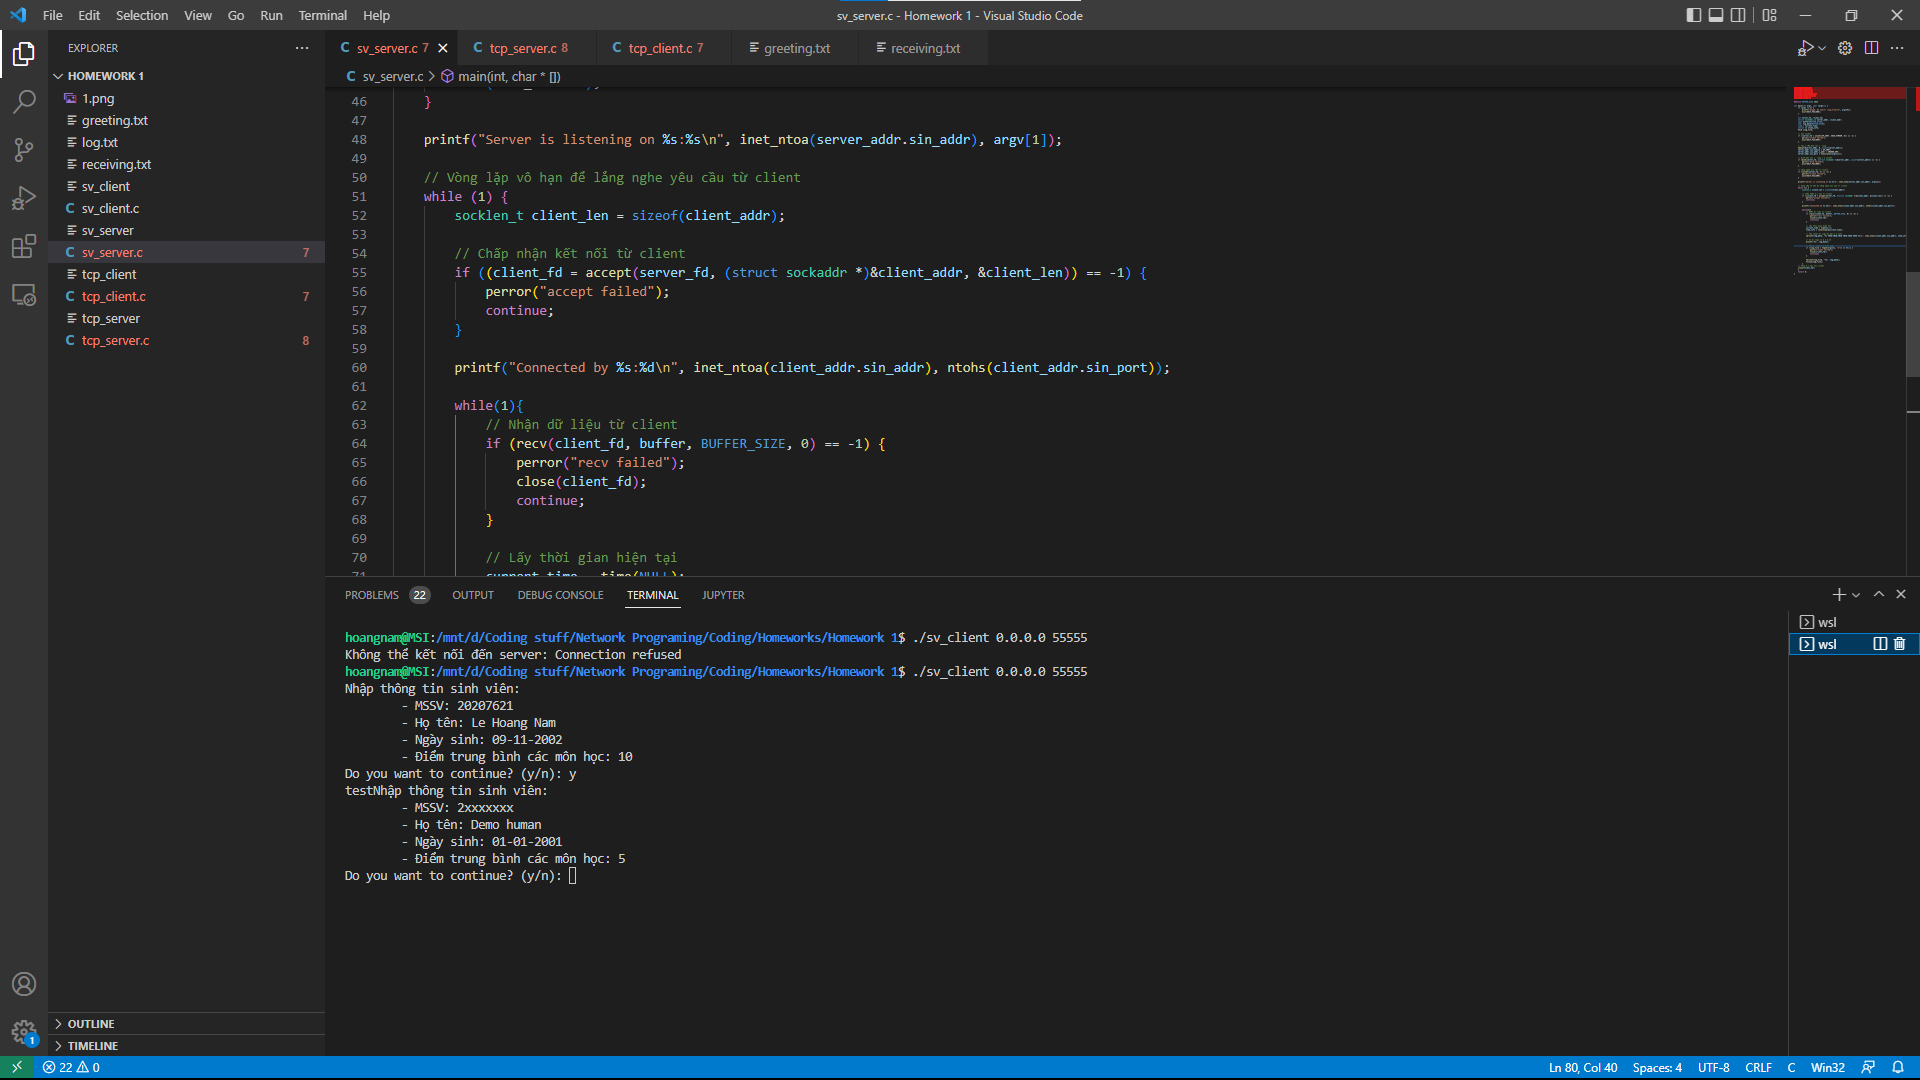 File Edit Selection View Go Run Terminal Help
sv_server.c - Homework 1 - Visual Studio Code
EXPLORER
HOMEWORK 1
1.png
greeting.txt
log.txt
receiving.txt
sv_client
sv_client.c
sv_server
sv_server.c 7
tcp_client
tcp_client.c 7
tcp_server
tcp_server.c 8
OUTLINE
TIMELINE
sv_server.c 7 tcp_server.c 8 tcp_client.c 7 greeting.txt receiving.txt
sv_server.c > main(int, char * [])
46 }
47
48 printf("Server is listening on %s:%s\n", inet_ntoa(server_addr.sin_addr), argv[1]);
49
50 // Vòng lặp vô hạn để lắng nghe yêu cầu từ client
51 while (1) {
52 socklen_t client_len = sizeof(client_addr);
53
54 // Chấp nhận kết nối từ client
55 if ((client_fd = accept(server_fd, (struct sockaddr *)&client_addr, &client_len)) == -1) {
56 perror("accept failed");
57 continue;
58 }
59
60 printf("Connected by %s:%d\n", inet_ntoa(client_addr.sin_addr), ntohs(client_addr.sin_port));
61
62 while(1){
63 // Nhận dữ liệu từ client
64 if (recv(client_fd, buffer, BUFFER_SIZE, 0) == -1) {
65 perror("recv failed");
66 close(client_fd);
67 continue;
68 }
69
70 // Lấy thời gian hiện tại
71 current_time = time(NULL);
PROBLEMS 22 OUTPUT DEBUG CONSOLE TERMINAL JUPYTER
hoangnam@MSI:/mnt/d/Coding stuff/Network Programing/Coding/Homeworks/Homework 1$ ./sv_client 0.0.0.0 55555
Không thể kết nối đến server: Connection refused
hoangnam@MSI:/mnt/d/Coding stuff/Network Programing/Coding/Homeworks/Homework 1$ ./sv_client 0.0.0.0 55555
Nhập thông tin sinh viên:
- MSSV: 20207621
- Họ tên: Le Hoang Nam
- Ngày sinh: 09-11-2002
- Điểm trung bình các môn học: 10
Do you want to continue? (y/n): y
testNhập thông tin sinh viên:
- MSSV: 2xxxxxxx
- Họ tên: Demo human
- Ngày sinh: 01-01-2001
- Điểm trung bình các môn học: 5
Do you want to continue? (y/n):
wsl
wsl
1
22 0
Ln 80, Col 40 Spaces: 4 UTF-8 CRLF C Win32